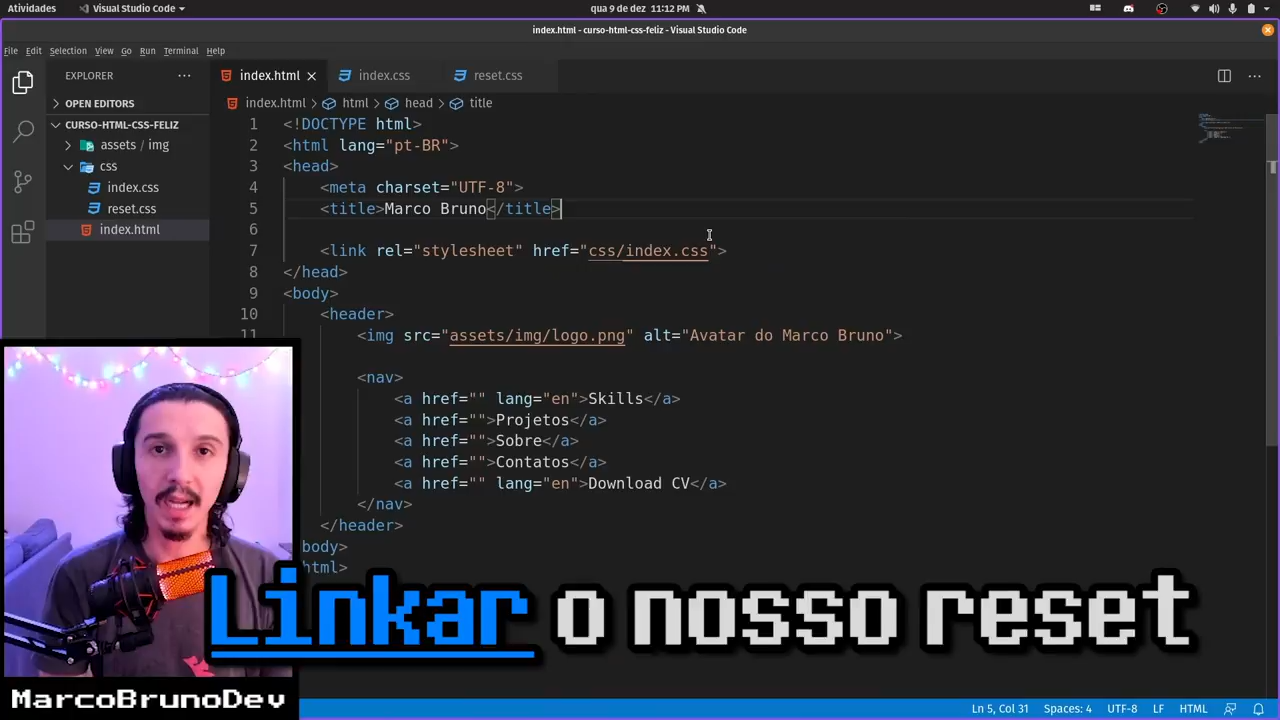 Atividades
Visual Studio Code
qua 9 de dez 11:12 PM
index.html - curso-html-css-feliz - Visual Studio Code
File Edit Selection View Go Run Terminal Help
EXPLORER
OPEN EDITORS
CURSO-HTML-CSS-FELIZ
assets / img
css
index.css
reset.css
index.html
index.html
index.css
reset.css
index.html > html > head > title
1 <!DOCTYPE html>
2 <html lang="pt-BR">
3 <head>
4 <meta charset="UTF-8">
5 <title>Marco Bruno</title>
6
7 <link rel="stylesheet" href="css/index.css">
8 </head>
9 <body>
10 <header>
11 <img src="assets/img/logo.png" alt="Avatar do Marco Bruno">
<nav>
<a href="" lang="en">Skills</a>
<a href="">Projetos</a>
<a href="">Sobre</a>
<a href="">Contatos</a>
<a href="" lang="en">Download CV</a>
</nav>
</header>
body>
html>
Linkar o nosso reset
MarcoBrunoDev
Ln 5, Col 31
Spaces: 4
UTF-8
LF
HTML